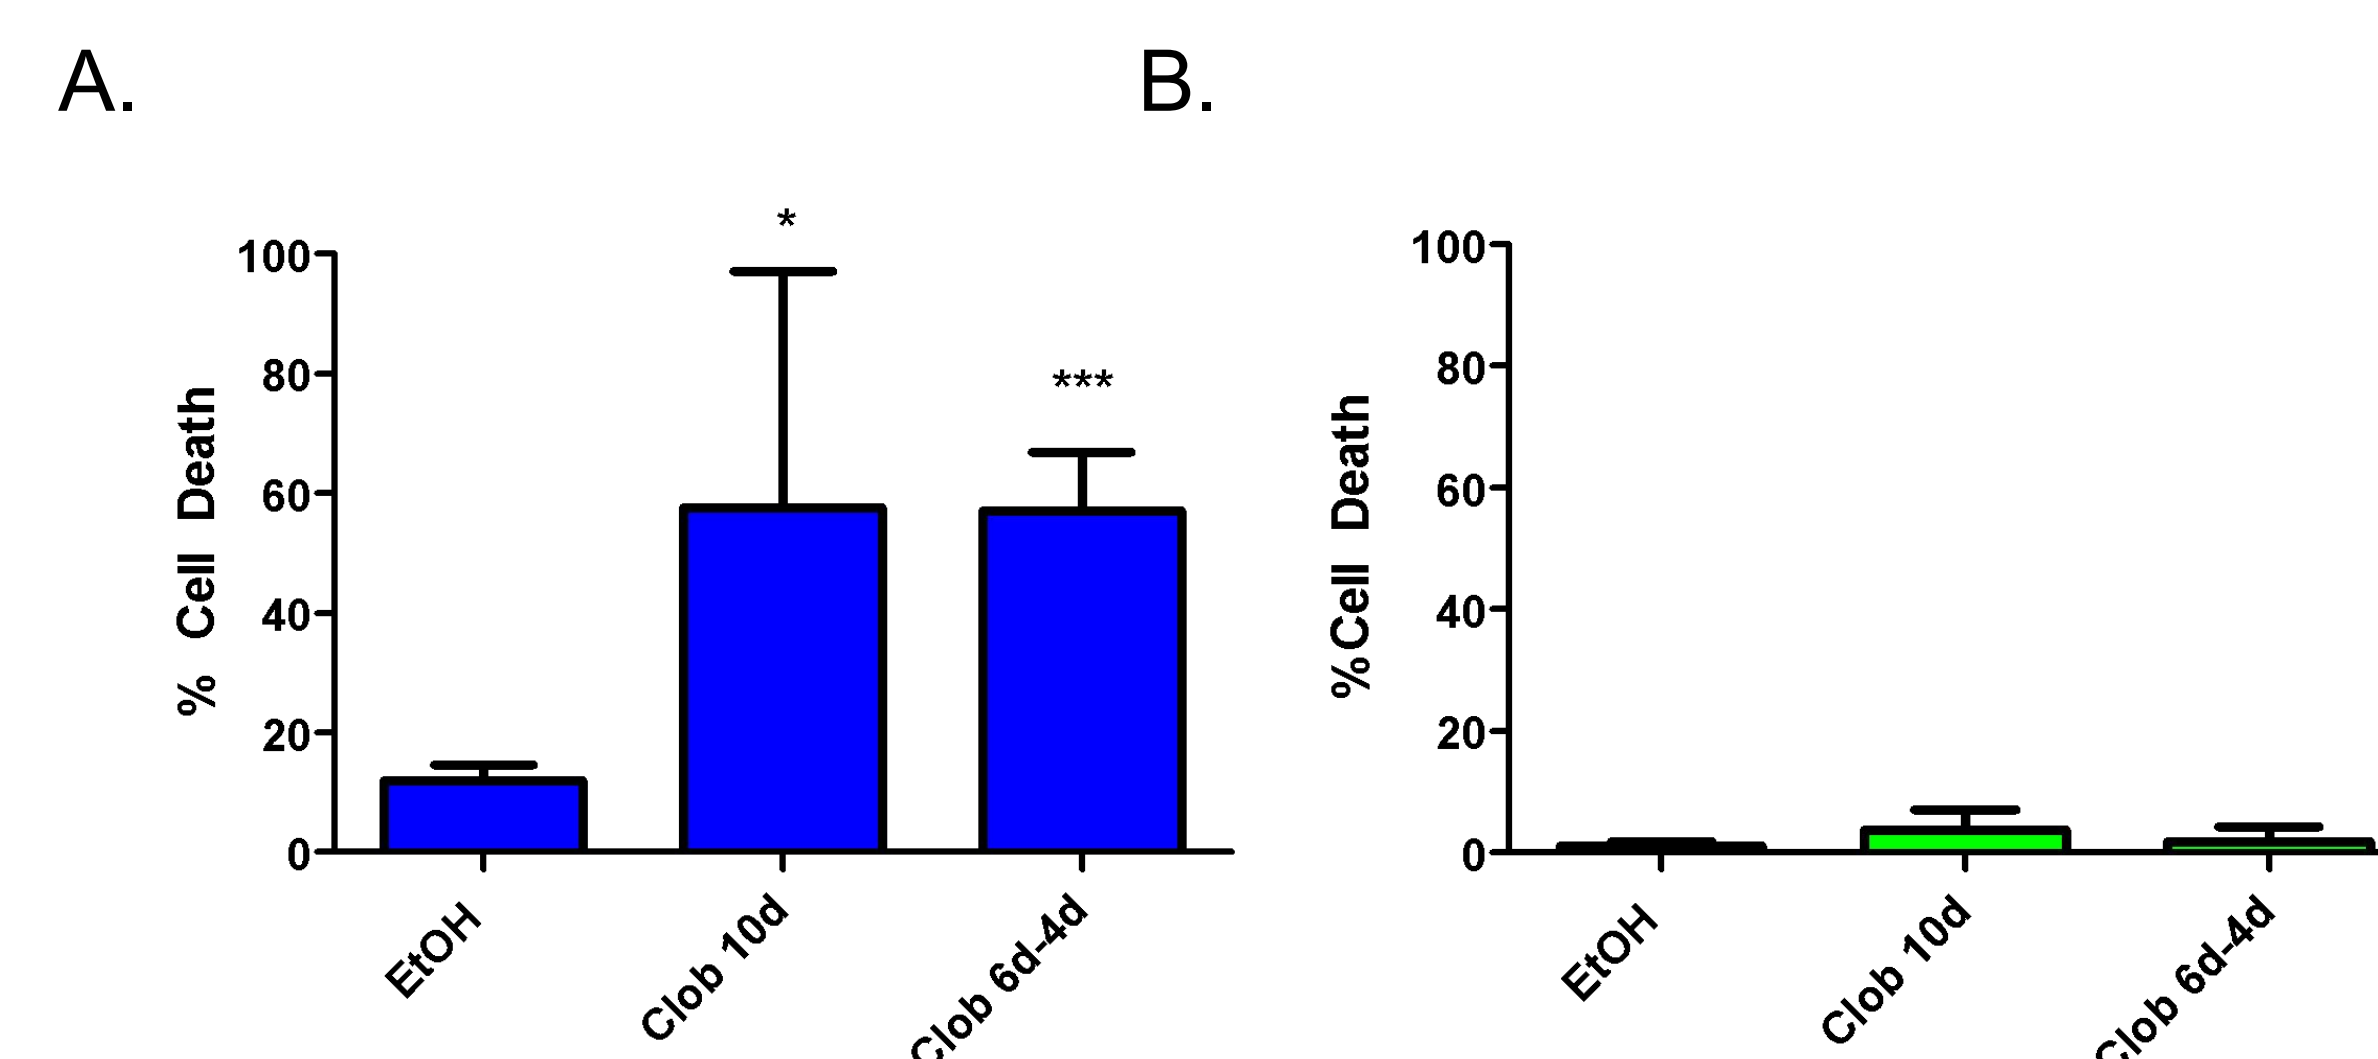 A.
B.
*
***
100
80
60
40
20
0
% Cell Death
EtOH
Clob 10d
Clob 6d-4d
100
80
60
40
20
0
%Cell Death
EtOH
Clob 10d
Clob 6d-4d